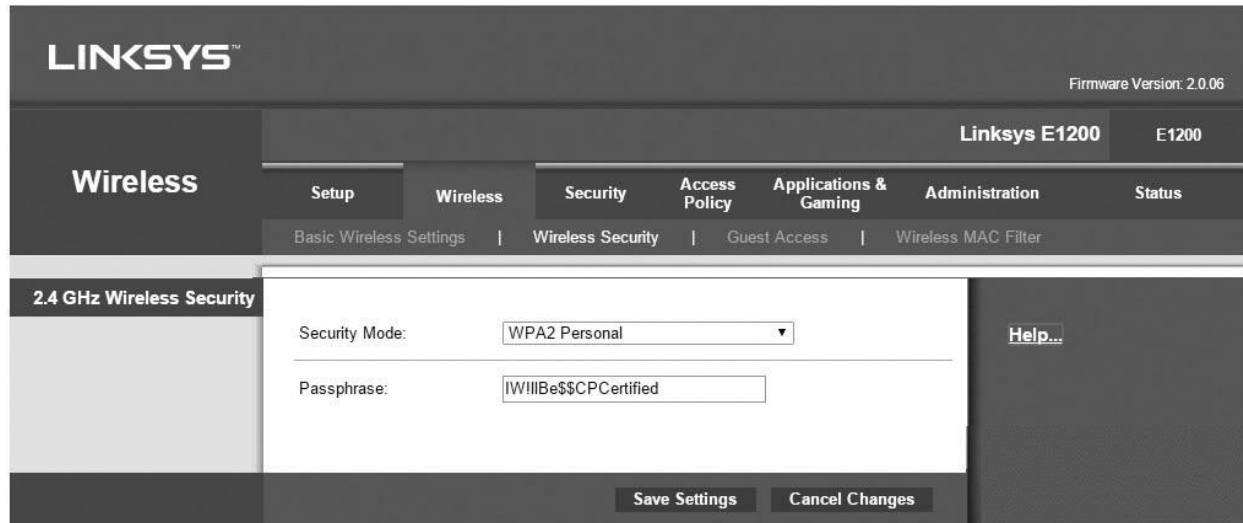 LINKSYS™
Firmware Version: 2.0.06
Linksys E1200 E1200
Wireless
Setup Wireless Security Access Policy Applications & Gaming Administration Status
Basic Wireless Settings | Wireless Security | Guest Access | Wireless MAC Filter
2.4 GHz Wireless Security
Security Mode: WPA2 Personal
Help...
Passphrase: IW!llBe$$CPCertified
Save Settings Cancel Changes